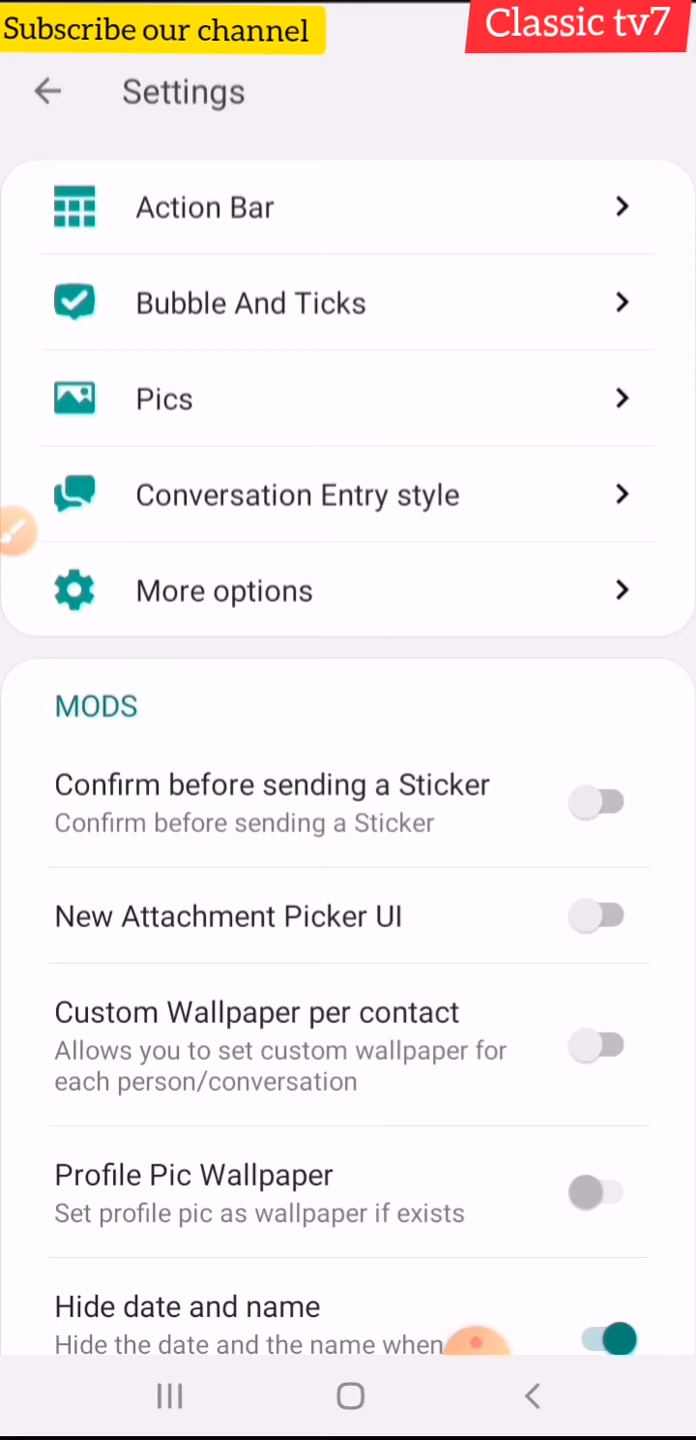 Subscribe our channel
Classic tv7
Settings
Action Bar
Bubble And Ticks
Pics
Conversation Entry style
More options
MODS
Confirm before sending a Sticker
Confirm before sending a Sticker
New Attachment Picker UI
Custom Wallpaper per contact
Allows you to set custom wallpaper for
each person/conversation
Profile Pic Wallpaper
Set profile pic as wallpaper if exists
Hide date and name
Hide the date and the name when